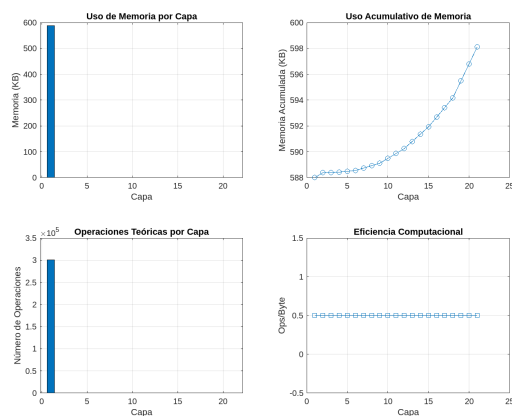 Uso de Memoria por Capa
600
500
400
300
200
100
0
0 5 10 15 20
Memoria (KB)
Capa
Uso Acumulativo de Memoria
600
598
596
594
592
590
588
0 5 10 15 20 25
Memoria Acumulada (KB)
Capa
Operaciones Teóricas por Capa
×10^5
3.5
3
2.5
2
1.5
1
0.5
0
0 5 10 15 20
Número de Operaciones
Capa
Eficiencia Computacional
1.5
1
0.5
0
-0.5
0 5 10 15 20 25
Ops/Byte
Capa